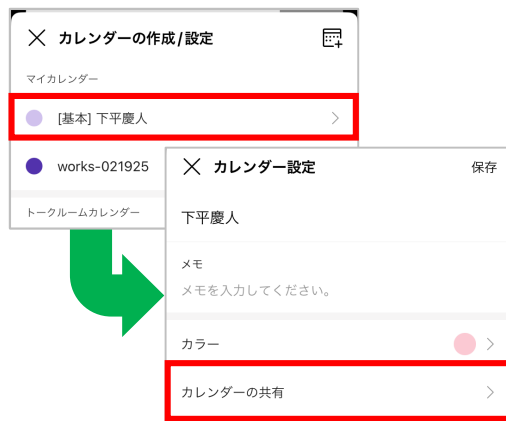 カレンダーの作成/設定
マイカレンダー
[基本] 下平慶人
works-021925
トークルームカレンダー
カレンダー設定
保存
下平慶人
メモ
メモを入力してください。
カラー
カレンダーの共有